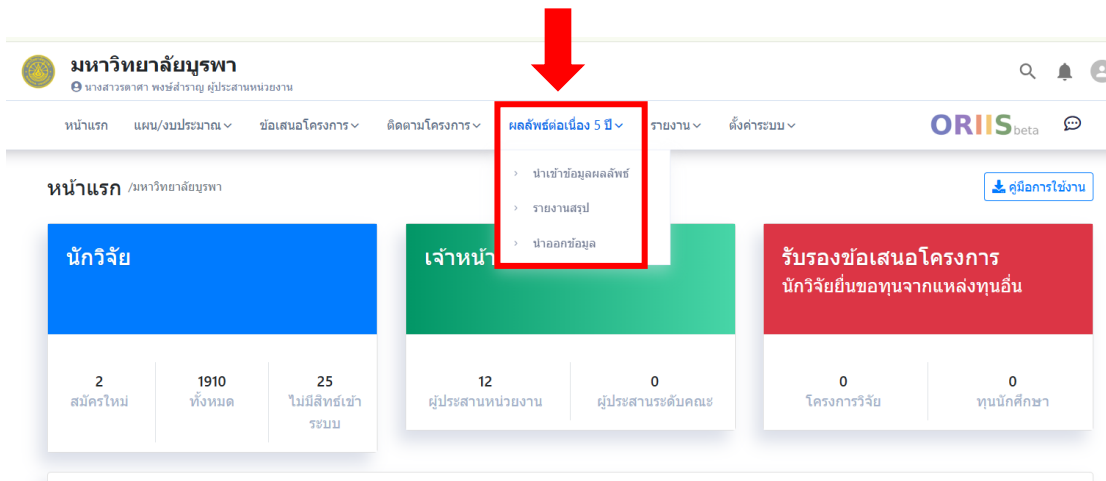 มหาวิทยาลัยบูรพา
นางสาวรดาศา พงษ์สำราญ ผู้ประสานหน่วยงาน
หน้าแรก แผน/งบประมาณ ข้อเสนอโครงการ ติดตามโครงการ ผลลัพธ์ต่อเนื่อง 5 ปี รายงาน ตั้งค่าระบบ ORIIS beta
นำเข้าข้อมูลผลลัพธ์
รายงานสรุป
นำออกข้อมูล
หน้าแรก /มหาวิทยาลัยบูรพา
คู่มือการใช้งาน
นักวิจัย
2 1910 25
สมัครใหม่ ทั้งหมด ไม่มีสิทธ์เข้า
ระบบ
เจ้าหน้า
12 0
ผู้ประสานหน่วยงาน ผู้ประสานระดับคณะ
รับรองข้อเสนอโครงการ
นักวิจัยยื่นขอทุนจากแหล่งทุนอื่น
0 0
โครงการวิจัย ทุนนักศึกษา